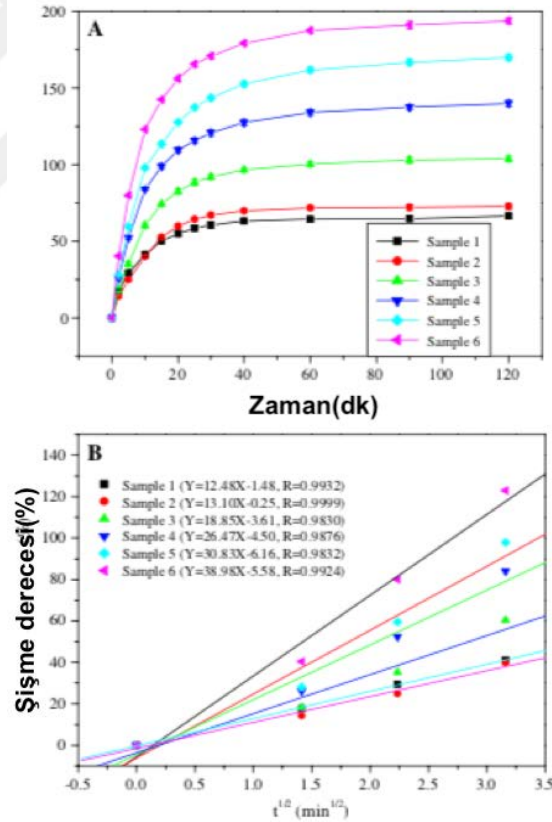 A
200
150
100
50
0
Sample 1
Sample 2
Sample 3
Sample 4
Sample 5
Sample 6
0 20 40 60 80 100 120
Zaman(dk)
B
140
120
100
80
60
40
20
0
Sample 1 (Y=12.48X-1.48, R=0.9932)
Sample 2 (Y=13.10X-0.25, R=0.9999)
Sample 3 (Y=18.85X-3.61, R=0.9830)
Sample 4 (Y=26.47X-4.50, R=0.9876)
Sample 5 (Y=30.83X-6.16, R=0.9832)
Sample 6 (Y=38.98X-5.58, R=0.9924)
Şişme derecesi(%)
-0.5 0.0 0.5 1.0 1.5 2.0 2.5 3.0 3.5
t^1/2 (min^1/2)